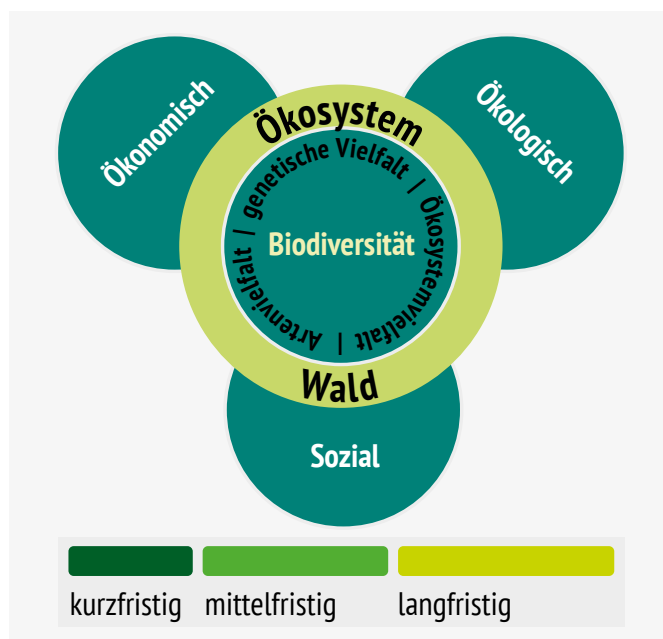 Ökonomisch
Ökologisch
Ökosystem
genetische Vielfalt | Ökosystemvielfalt | Artenvielfalt |
Biodiversität
Wald
Sozial
kurzfristig mittelfristig langfristig